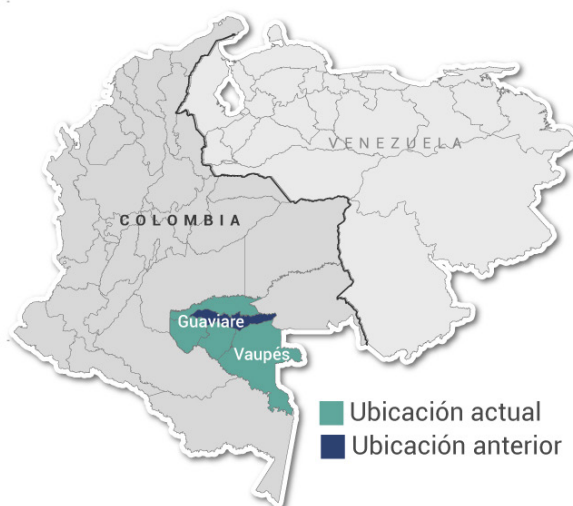 VENEZUELA
COLOMBIA
Guaviare
Vaupés
Ubicación actual
Ubicación anterior